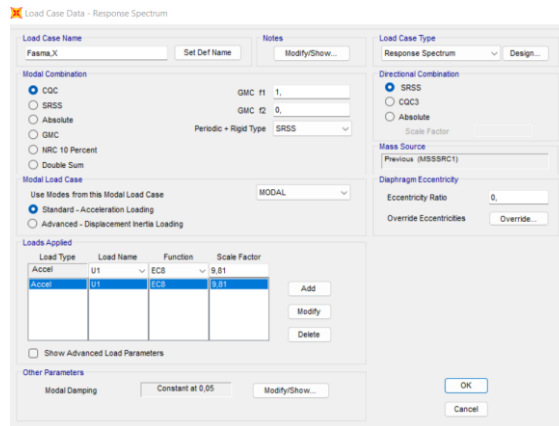 Load Case Data - Response Spectrum
Load Case Name
Fasma,X
Set Def Name
Notes
Modify/Show...
Load Case Type
Response Spectrum
Design...
Modal Combination
CQC
SRSS
Absolute
GMC
NRC 10 Percent
Double Sum
GMC f1 1,
GMC f2 0,
Periodic + Rigid Type SRSS
Directional Combination
SRSS
CQC3
Absolute
Scale Factor
Mass Source
Previous (MSSSRC1)
Modal Load Case
Use Modes from this Modal Load Case MODAL
Standard - Acceleration Loading
Advanced - Displacement Inertia Loading
Diaphragm Eccentricity
Eccentricity Ratio 0,
Override Eccentricities Override...
Loads Applied
Load Type Load Name Function Scale Factor
Accel U1 EC8 9,81
Accel U1 EC8 9,81
Add
Modify
Delete
Show Advanced Load Parameters
Other Parameters
Modal Damping Constant at 0,05 Modify/Show...
OK
Cancel